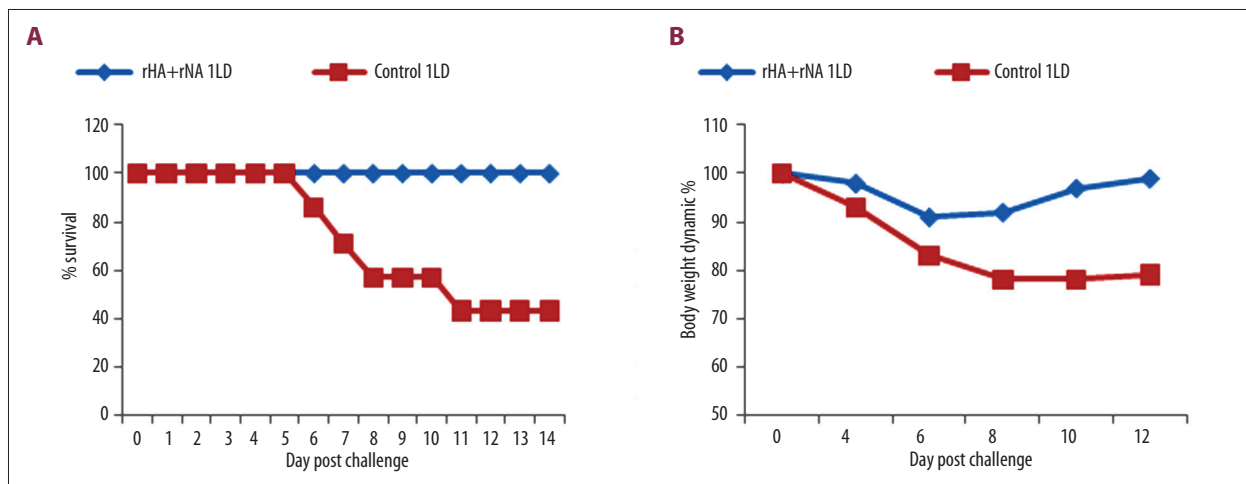 A
rHA+rNA 1LD
Control 1LD
120
100
80
60
40
20
0
% survival
0 1 2 3 4 5 6 7 8 9 10 11 12 13 14
Day post challenge
B
rHA+rNA 1LD
Control 1LD
110
100
90
80
70
60
50
Body weight dynamic %
0 4 6 8 10 12
Day post challenge